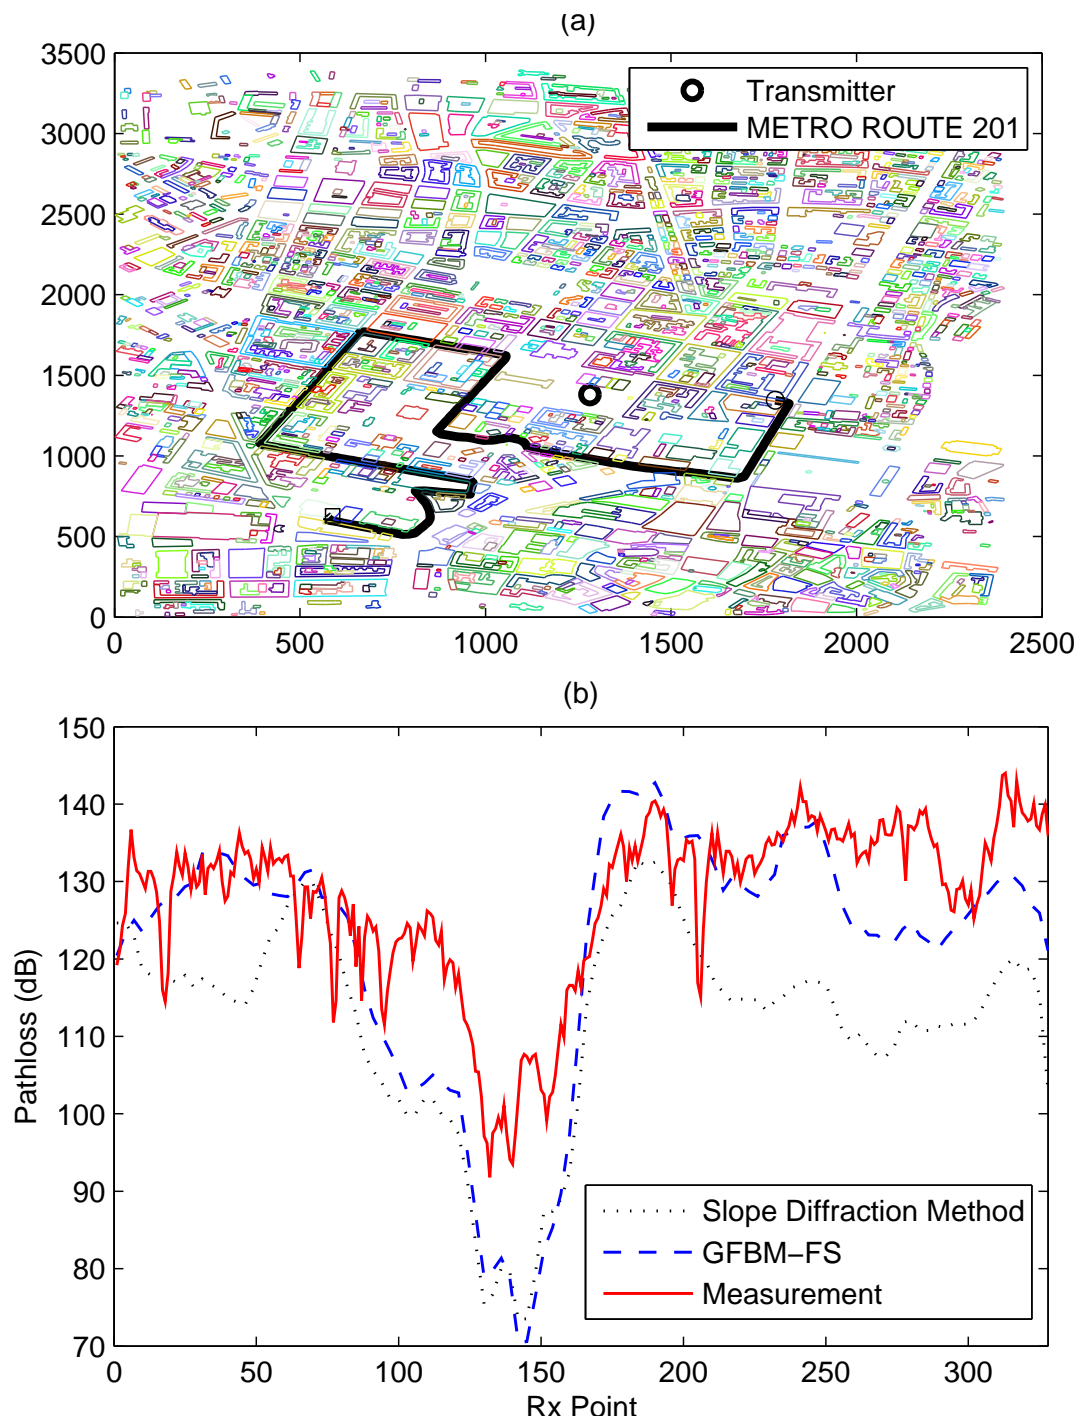 (a)
3500
3000
2500
2000
1500
1000
500
0
Transmitter
METRO ROUTE 201
0 500 1000 1500 2000 2500
(b)
150
140
130
120
110
100
90
80
70
Pathloss (dB)
Slope Diffraction Method
GFBM-FS
Measurement
0 50 100 150 200 250 300
Rx Point